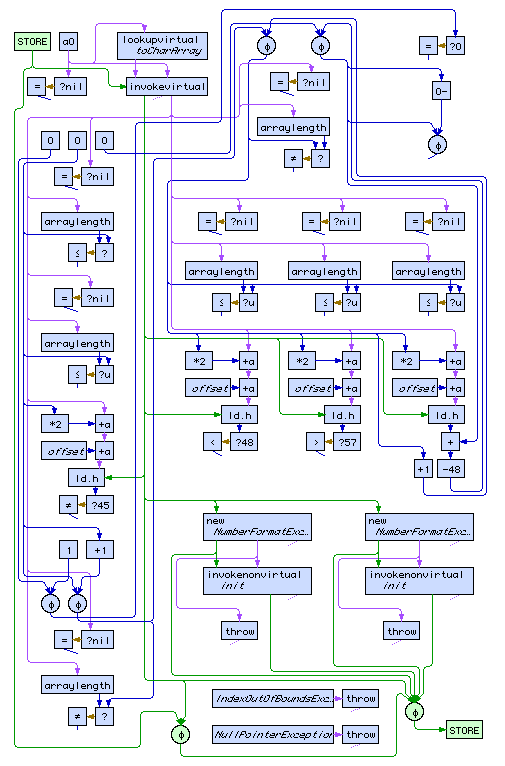 STORE
a0
lookupvirtual
toCharArray
ϕ
ϕ
=
?0
=
?nil
invokevirtual
=
?nil
0-
arraylength
0
0
0
ϕ
≠
?
=
?nil
arraylength
=
?nil
=
?nil
=
?nil
≤
?
arraylength
arraylength
arraylength
=
?nil
≤
?u
≤
?u
≤
?u
arraylength
*2
+a
*2
+a
*2
+a
≤
?u
offset
+a
offset
+a
offset
+a
*2
+a
ld.h
ld.h
ld.h
offset
+a
<
?48
>
?57
+
ld.h
+1
-48
≠
?45
new
NumberFormatExc…
new
NumberFormatExc…
1
+1
invokenonvirtual
init
invokenonvirtual
init
ϕ
ϕ
throw
throw
=
?nil
arraylength
IndexOutOfBoundsExc…
throw
≠
?
ϕ
STORE
ϕ
NullPointerException
throw